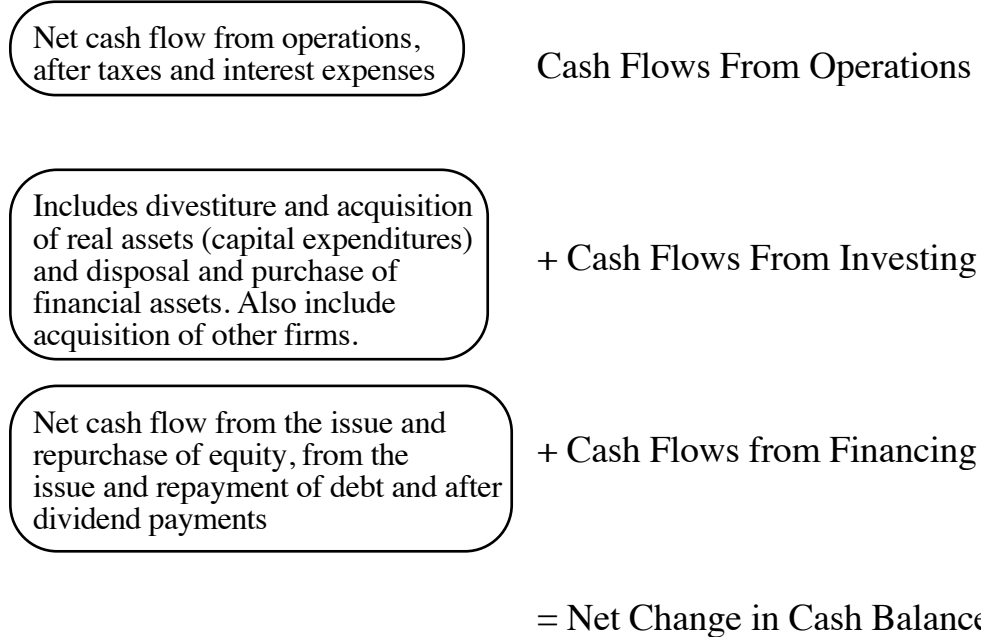 Net cash flow from operations,
after taxes and interest expenses
Cash Flows From Operations
Includes divestiture and acquisition
of real assets (capital expenditures)
and disposal and purchase of
financial assets. Also include
acquisition of other firms.
+ Cash Flows From Investing
Net cash flow from the issue and
repurchase of equity, from the
issue and repayment of debt and after
dividend payments
+ Cash Flows from Financing
= Net Change in Cash Balance